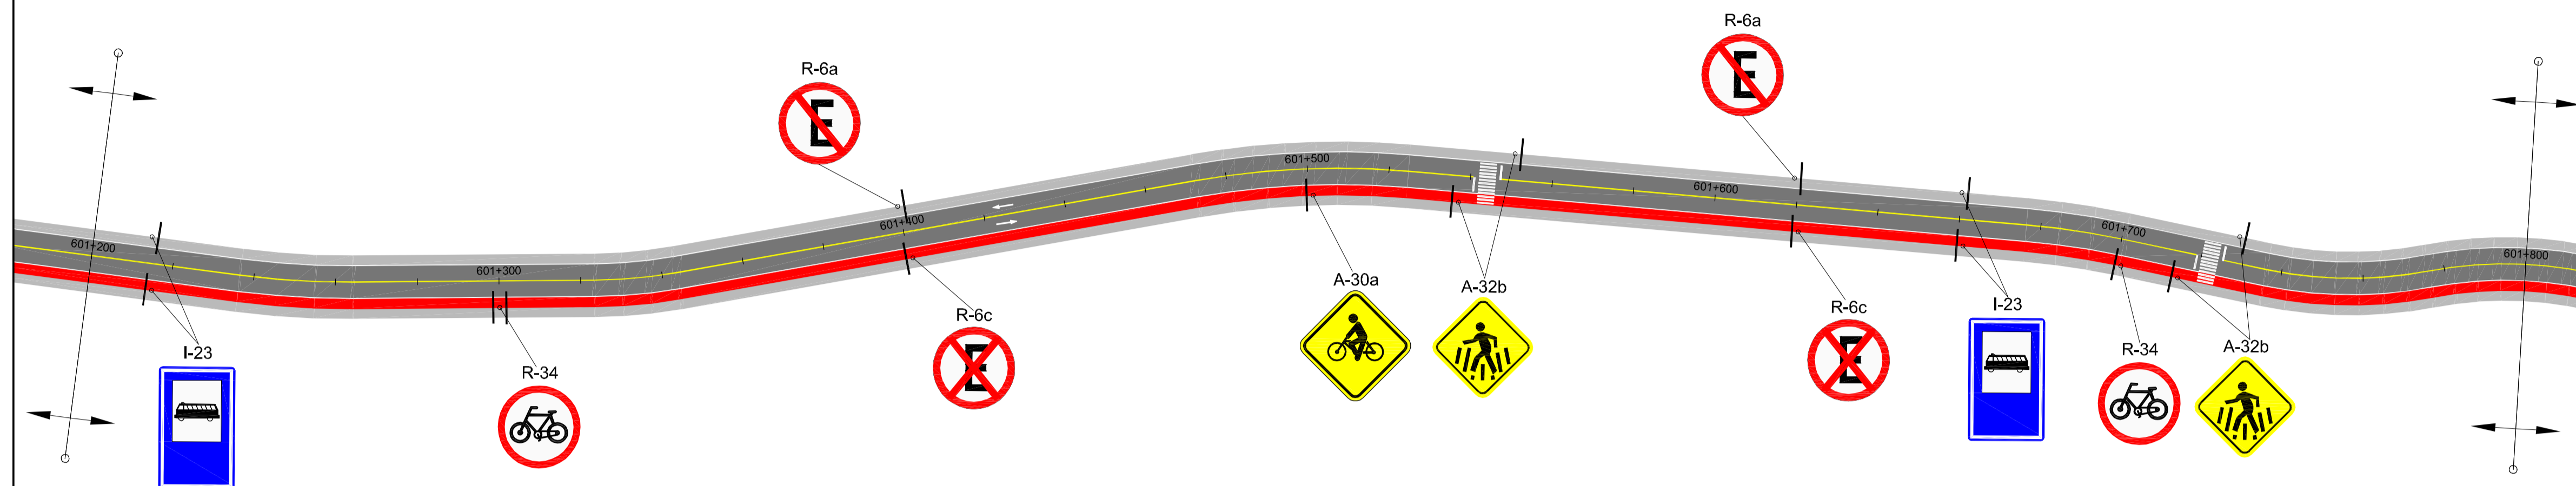 R-6a
E
R-6a
E
601+200
601+300
601+400
601+500
601+600
601+700
601+800
I-23
R-34
R-6c
E
A-30a
A-32b
R-6c
E
I-23
R-34
A-32b